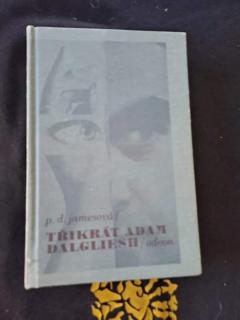 p. d. jamesová/
TŘIKRÁT ADAM
DALGLIESH/odeon